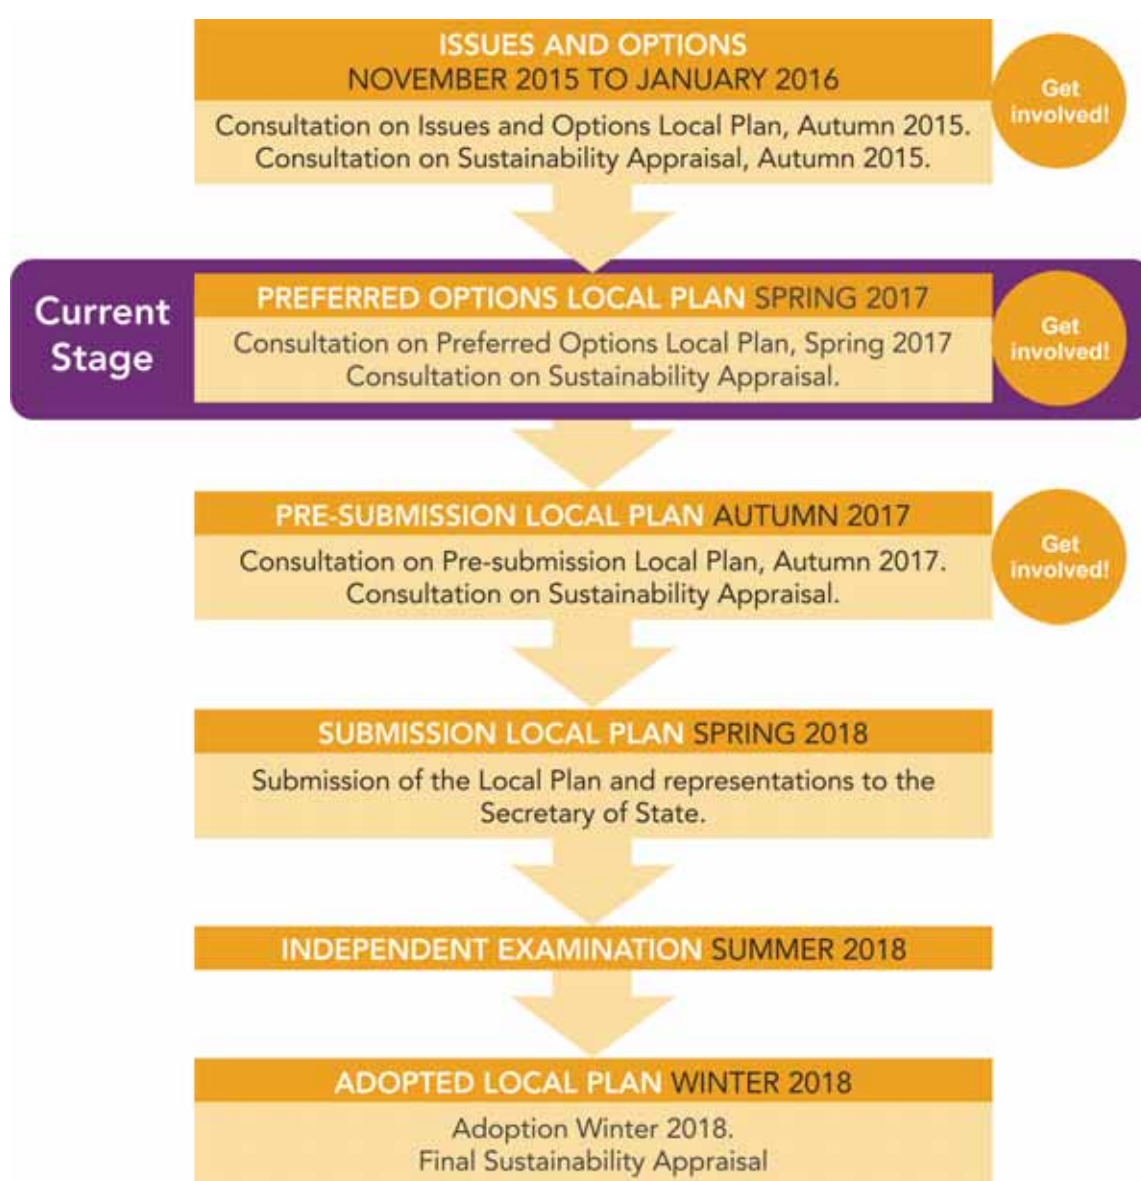 ISSUES AND OPTIONS
NOVEMBER 2015 TO JANUARY 2016
Get
involved!
Consultation on Issues and Options Local Plan, Autumn 2015.
Consultation on Sustainability Appraisal, Autumn 2015.
Current
Stage
PREFERRED OPTIONS LOCAL PLAN SPRING 2017
Get
involved!
Consultation on Preferred Options Local Plan, Spring 2017
Consultation on Sustainability Appraisal.
PRE-SUBMISSION LOCAL PLAN AUTUMN 2017
Get
involved!
Consultation on Pre-submission Local Plan, Autumn 2017.
Consultation on Sustainability Appraisal.
SUBMISSION LOCAL PLAN SPRING 2018
Submission of the Local Plan and representations to the
Secretary of State.
INDEPENDENT EXAMINATION SUMMER 2018
ADOPTED LOCAL PLAN WINTER 2018
Adoption Winter 2018.
Final Sustainability Appraisal